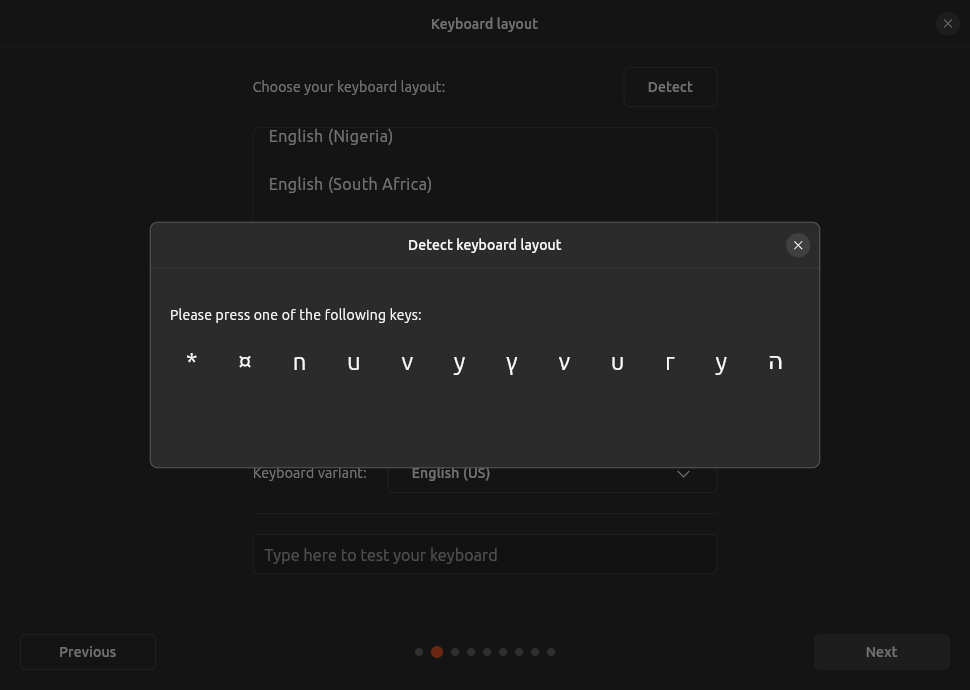 Keyboard layout
Choose your keyboard layout:
Detect
English (Nigeria)
English (South Africa)
Detect keyboard layout
Please press one of the following keys:
* ¤ п u v у γ ν υ г y ה
Keyboard variant:
English (US)
Type here to test your keyboard
Previous
Next